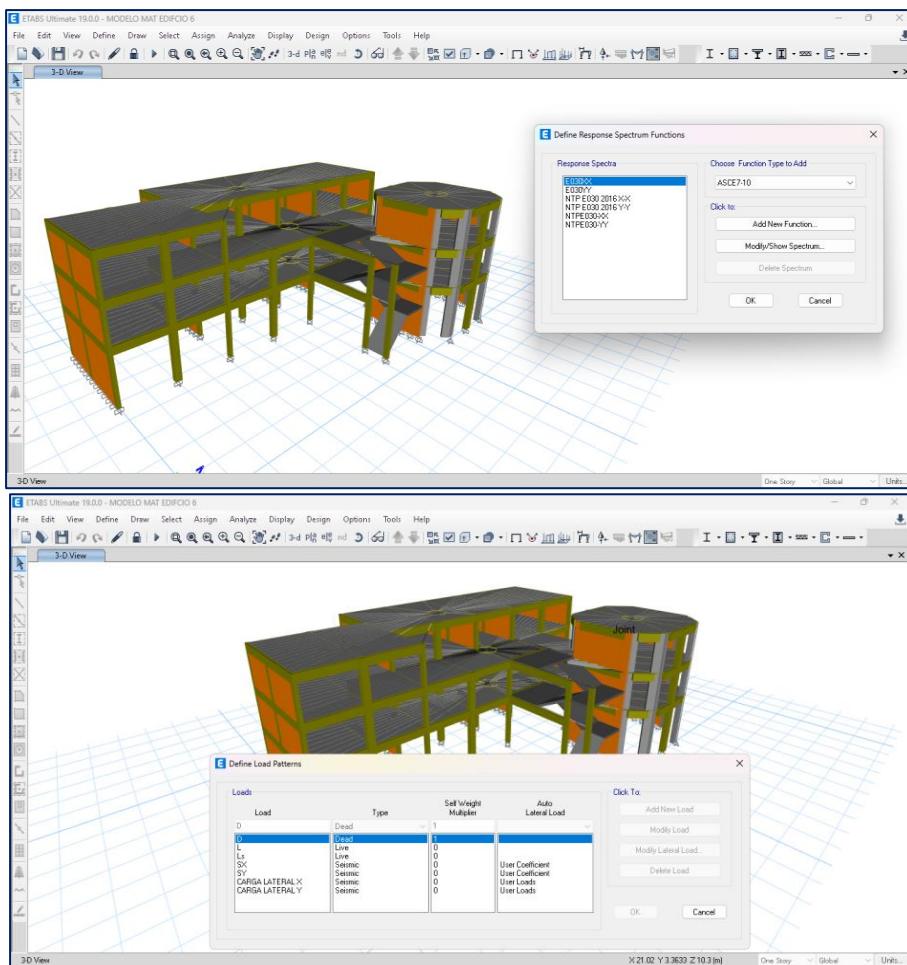 ETABS Ultimate 19.0.0 - MODELO MAT EDIFCIO 6
File Edit View Define Draw Select Assign Analyze Display Design Options Tools Help
3-d
3-D View
Define Response Spectrum Functions
Response Spectra
Choose Function Type to Add
E030XX
E030YY
NTP E030 2016 X-X
NTP E030 2016 Y-Y
NTPE030-XX
NTPE030-YY
ASCE7-10
Click to:
Add New Function...
Modify/Show Spectrum...
Delete Spectrum
OK Cancel
3-D View One Story Global Units...
ETABS Ultimate 19.0.0 - MODELO MAT EDIFCIO 6
File Edit View Define Draw Select Assign Analyze Display Design Options Tools Help
3-d
3-D View
Joint
Define Load Patterns
Loads
Click To:
Load Type Self Weight Multiplier Auto Lateral Load
D Dead 1
D Dead 1
L Live 0
Ls Live 0
SX Seismic 0 User Coefficient
SY Seismic 0 User Coefficient
CARGA LATERAL X Seismic 0 User Loads
CARGA LATERAL Y Seismic 0 User Loads
Add New Load
Modify Load
Modify Lateral Load...
Delete Load
OK Cancel
3-D View X 21.02 Y 3.3633 Z 10.3 (m) One Story Global Units...